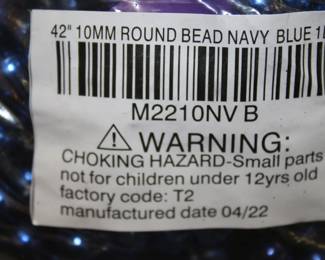 42" 10MM ROUND BEAD NAVY BLUE
M2210NV B
⚠ WARNING:
CHOKING HAZARD-Small parts
not for children under 12yrs old
factory code: T2
manufactured date 04/22